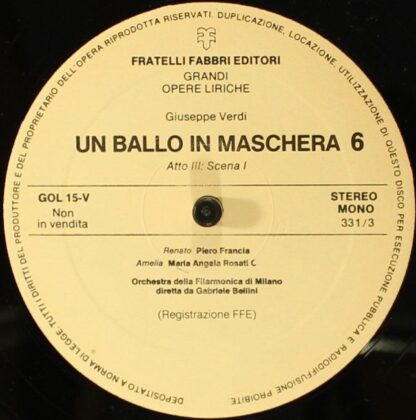 TUTTI I DIRITTI DEL PRODUTTORE E DEL PROPRIETARIO DELL'OPERA RIPRODOTTA RISERVATI. DUPLICAZIONE, LOCAZIONE, UTILIZZAZIONE DI QUESTO DISCO PER ESECUZIONE PUBBLICA E RADIODIFFUSIONE PROIBITE
DEPOSITATO A NORMA DI LEGGE
FRATELLI FABBRI EDITORI
GRANDI
OPERE LIRICHE
Giuseppe Verdi
UN BALLO IN MASCHERA 6
Atto III: Scena I
GOL 15-V
Non
in vendita
STEREO
MONO
331/3
Renato Piero Francia
Amelia Maria Angela Rosati C
Orchestra della Filarmonica di Milano
diretta da Gabriele Bellini
(Registrazione FFE)